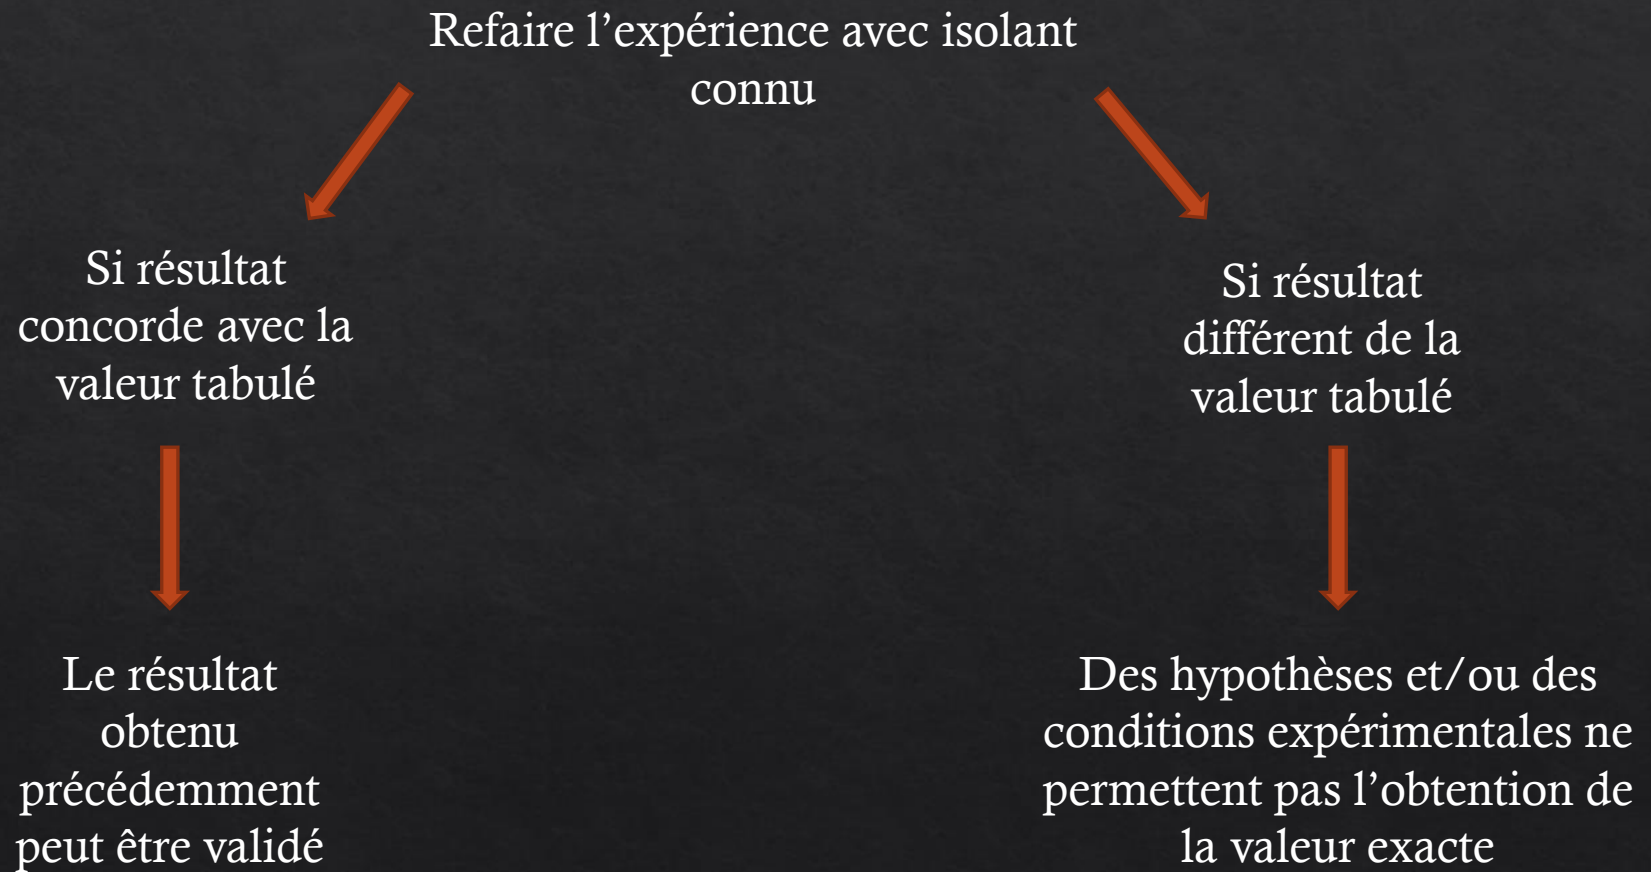 Refaire l’expérience avec isolant
connu
Si résultat
concorde avec la
valeur tabulé
Si résultat
différent de la
valeur tabulé
Le résultat
obtenu
précédemment
peut être validé
Des hypothèses et/ou des
conditions expérimentales ne
permettent pas l’obtention de
la valeur exacte